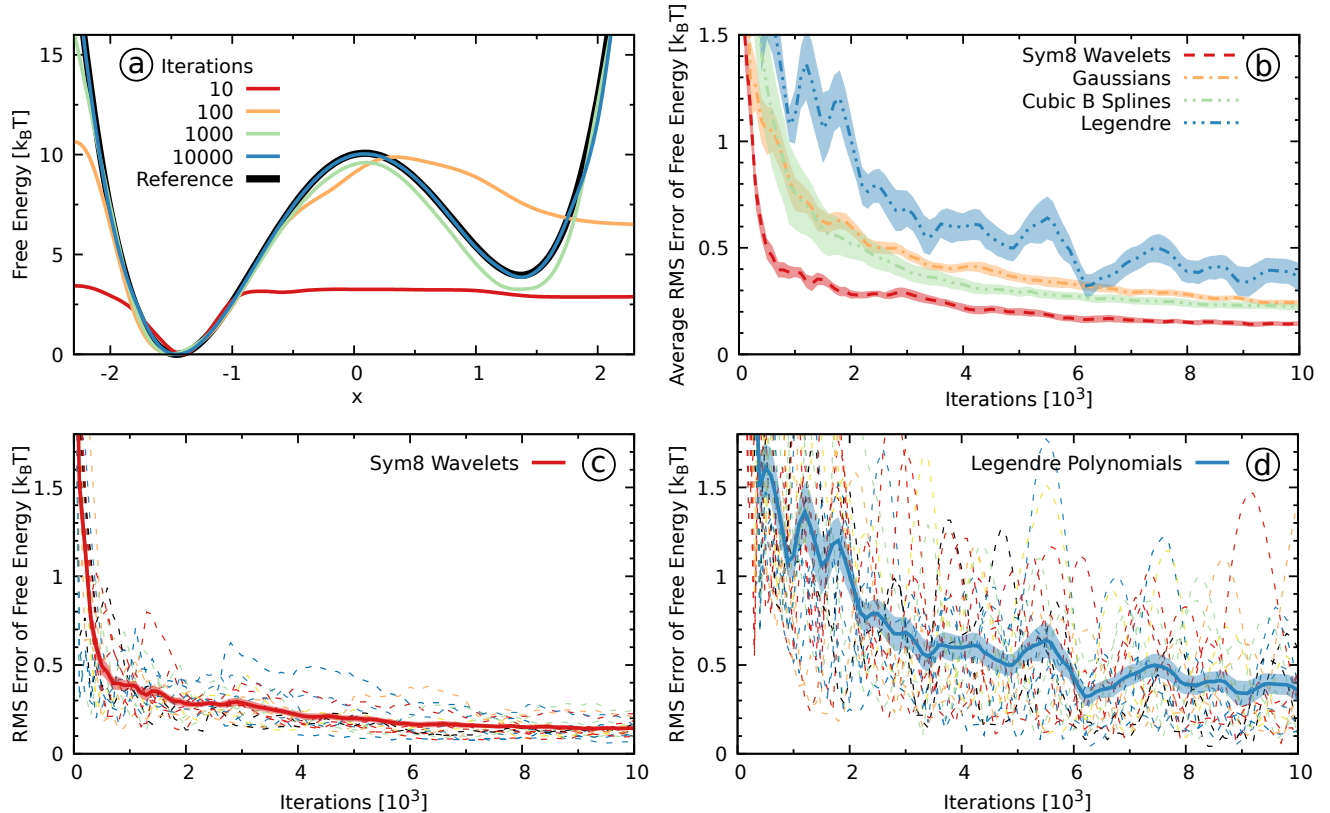 ⓐ Iterations
10
100
1000
10000
Reference
Free Energy [k_BT]
15
10
5
0
-2 -1 0 1 2
x
ⓑ
Sym8 Wavelets
Gaussians
Cubic B Splines
Legendre
Average RMS Error of Free Energy [k_BT]
1.5
1
0.5
0
0 2 4 6 8 10
Iterations [10³]
Sym8 Wavelets ⓒ
RMS Error of Free Energy [k_BT]
1.5
1
0.5
0
0 2 4 6 8 10
Iterations [10³]
Legendre Polynomials ⓓ
RMS Error of Free Energy [k_BT]
1.5
1
0.5
0
0 2 4 6 8 10
Iterations [10³]